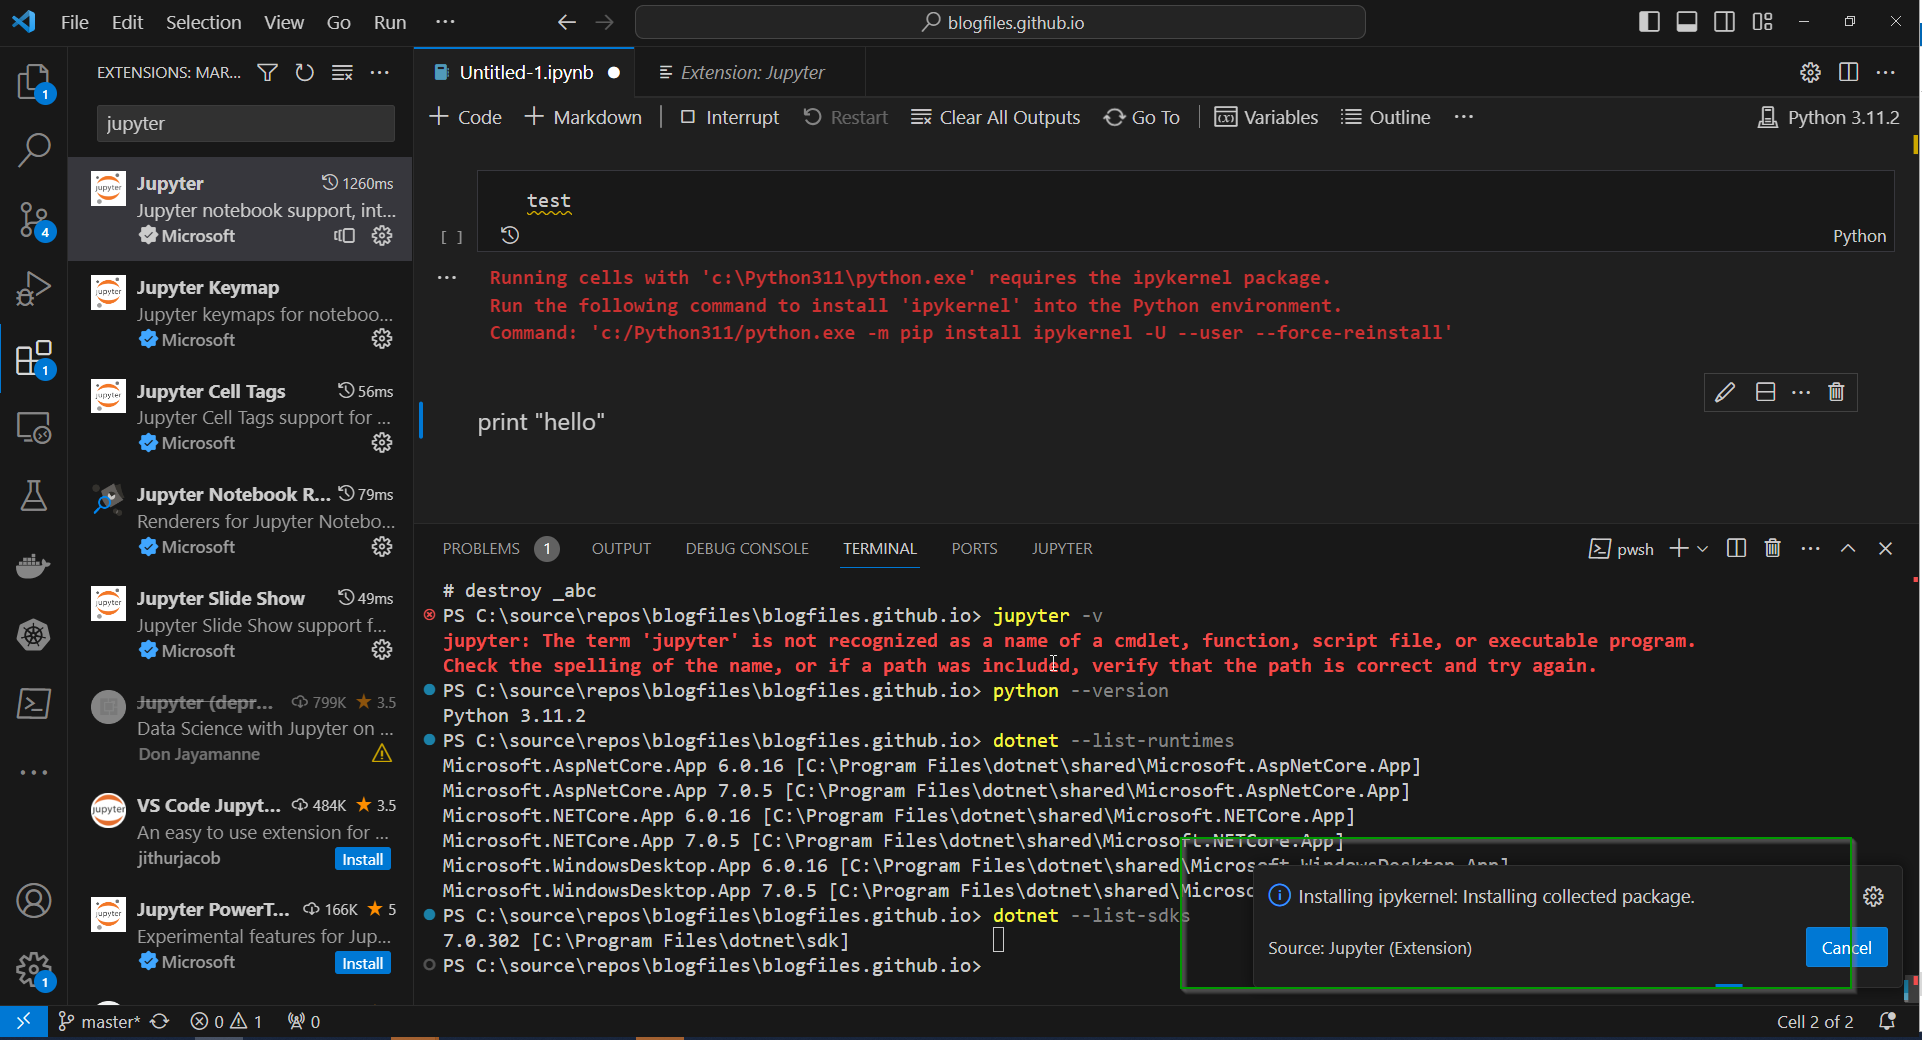 File Edit Selection View Go Run ···
blogfiles.github.io
EXTENSIONS: MAR...
jupyter
Jupyter 1260ms
Jupyter notebook support, int...
Microsoft
Jupyter Keymap
Jupyter keymaps for noteboo...
Microsoft
Jupyter Cell Tags 56ms
Jupyter Cell Tags support for ...
Microsoft
Jupyter Notebook R... 79ms
Renderers for Jupyter Notebo...
Microsoft
Jupyter Slide Show 49ms
Jupyter Slide Show support f...
Microsoft
Jupyter (depr... 799K 3.5
Data Science with Jupyter on ...
Don Jayamanne
VS Code Jupyt... 484K 3.5
An easy to use extension for ...
jithurjacob Install
Jupyter PowerT... 166K 5
Experimental features for Jup...
Microsoft Install
1
4
1
1
Untitled-1.ipynb Extension: Jupyter
+ Code + Markdown Interrupt Restart Clear All Outputs Go To Variables Outline ··· Python 3.11.2
test
[ ] Python
Running cells with 'c:\Python311\python.exe' requires the ipykernel package.
Run the following command to install 'ipykernel' into the Python environment.
Command: 'c:/Python311/python.exe -m pip install ipykernel -U --user --force-reinstall'
print "hello"
PROBLEMS 1 OUTPUT DEBUG CONSOLE TERMINAL PORTS JUPYTER pwsh
# destroy _abc
PS C:\source\repos\blogfiles\blogfiles.github.io> jupyter -v
jupyter: The term 'jupyter' is not recognized as a name of a cmdlet, function, script file, or executable program.
Check the spelling of the name, or if a path was included, verify that the path is correct and try again.
PS C:\source\repos\blogfiles\blogfiles.github.io> python --version
Python 3.11.2
PS C:\source\repos\blogfiles\blogfiles.github.io> dotnet --list-runtimes
Microsoft.AspNetCore.App 6.0.16 [C:\Program Files\dotnet\shared\Microsoft.AspNetCore.App]
Microsoft.AspNetCore.App 7.0.5 [C:\Program Files\dotnet\shared\Microsoft.AspNetCore.App]
Microsoft.NETCore.App 6.0.16 [C:\Program Files\dotnet\shared\Microsoft.NETCore.App]
Microsoft.NETCore.App 7.0.5 [C:\Program Files\dotnet\shared\Microsoft.NETCore.App]
Microsoft.WindowsDesktop.App 6.0.16 [C:\Program Files\dotnet\shared\Microsoft.WindowsDesktop.App]
Microsoft.WindowsDesktop.App 7.0.5 [C:\Program Files\dotnet\shared\Microsoc
PS C:\source\repos\blogfiles\blogfiles.github.io> dotnet --list-sdks
7.0.302 [C:\Program Files\dotnet\sdk]
PS C:\source\repos\blogfiles\blogfiles.github.io>
Installing ipykernel: Installing collected package.
Source: Jupyter (Extension) Cancel
master* 0 1 0 Cell 2 of 2